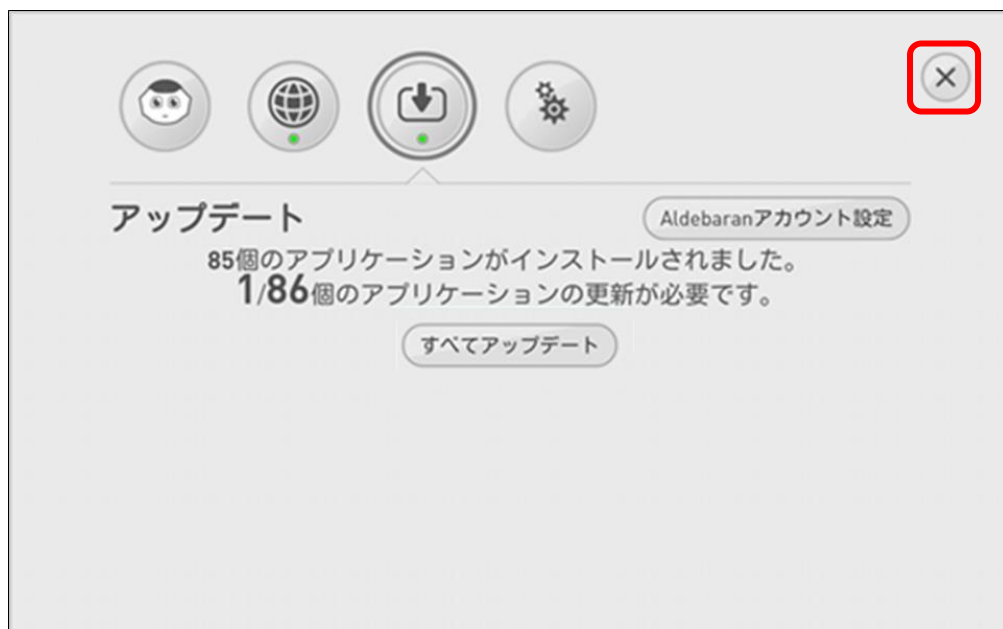 アップデート
Aldebaranアカウント設定
85個のアプリケーションがインストールされました。
1/86個のアプリケーションの更新が必要です。
すべてアップデート